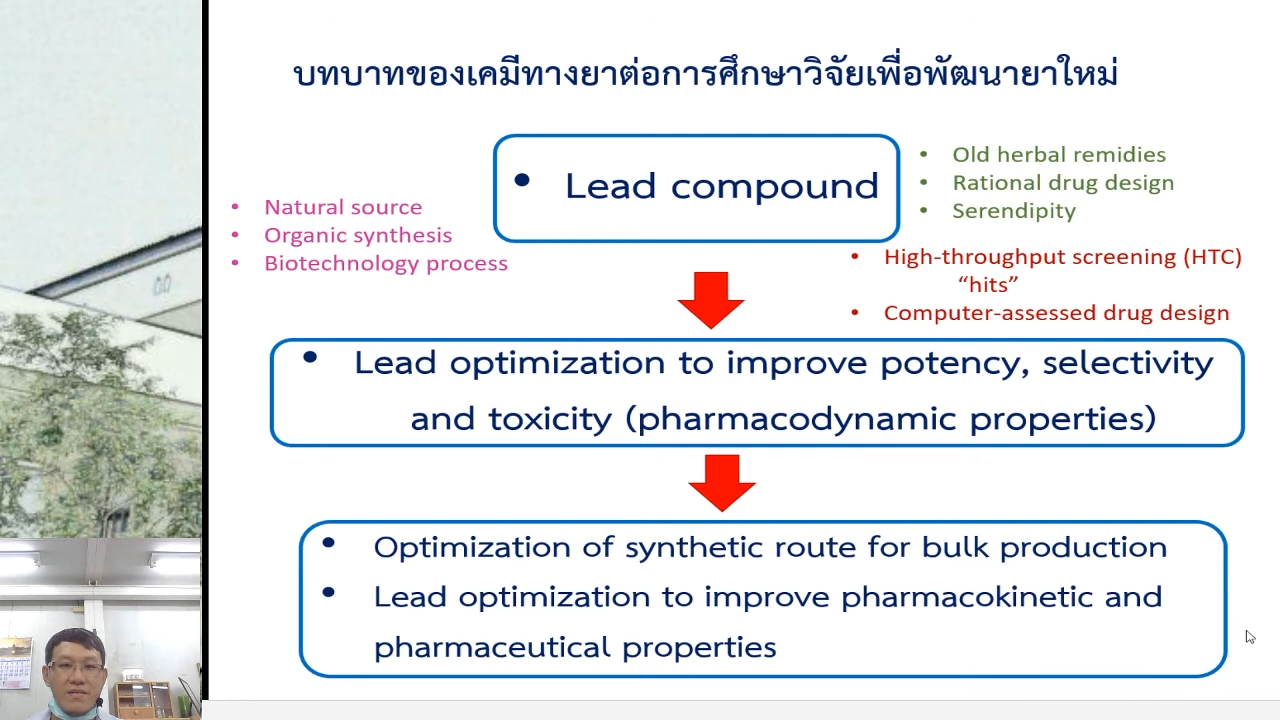 บทบาทของเคมีทางยาต่อการศึกษาวิจัยเพื่อพัฒนายาใหม่
• Lead compound
• Old herbal remidies
• Rational drug design
• Serendipity
• Natural source
• Organic synthesis
• Biotechnology process
• High-throughput screening (HTC)
“hits”
• Computer-assessed drug design
• Lead optimization to improve potency, selectivity
and toxicity (pharmacodynamic properties)
• Optimization of synthetic route for bulk production
• Lead optimization to improve pharmacokinetic and
pharmaceutical properties